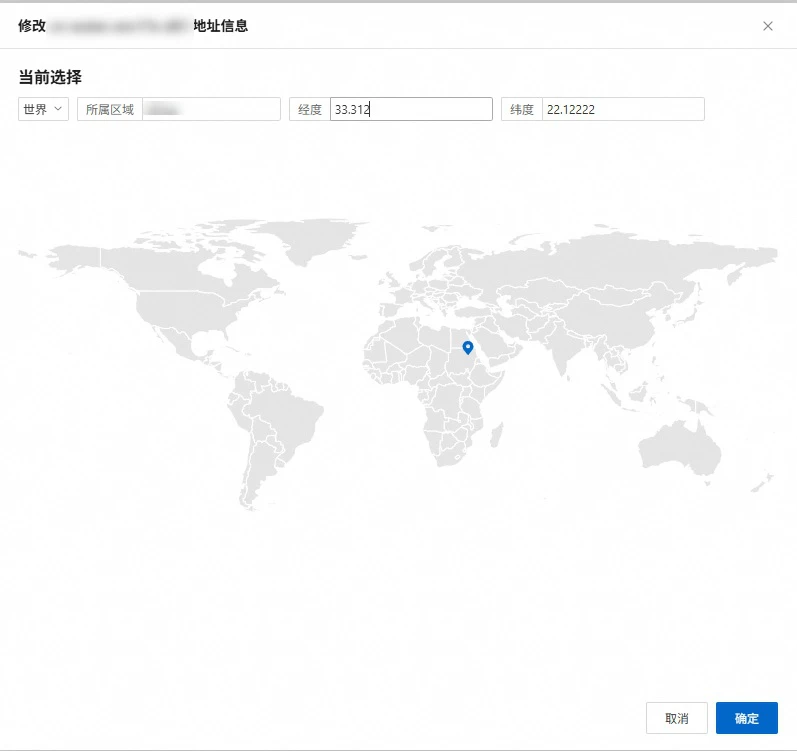 修改 地址信息
当前选择
世界 所属区域 经度 33.312 纬度 22.12222
取消 确定